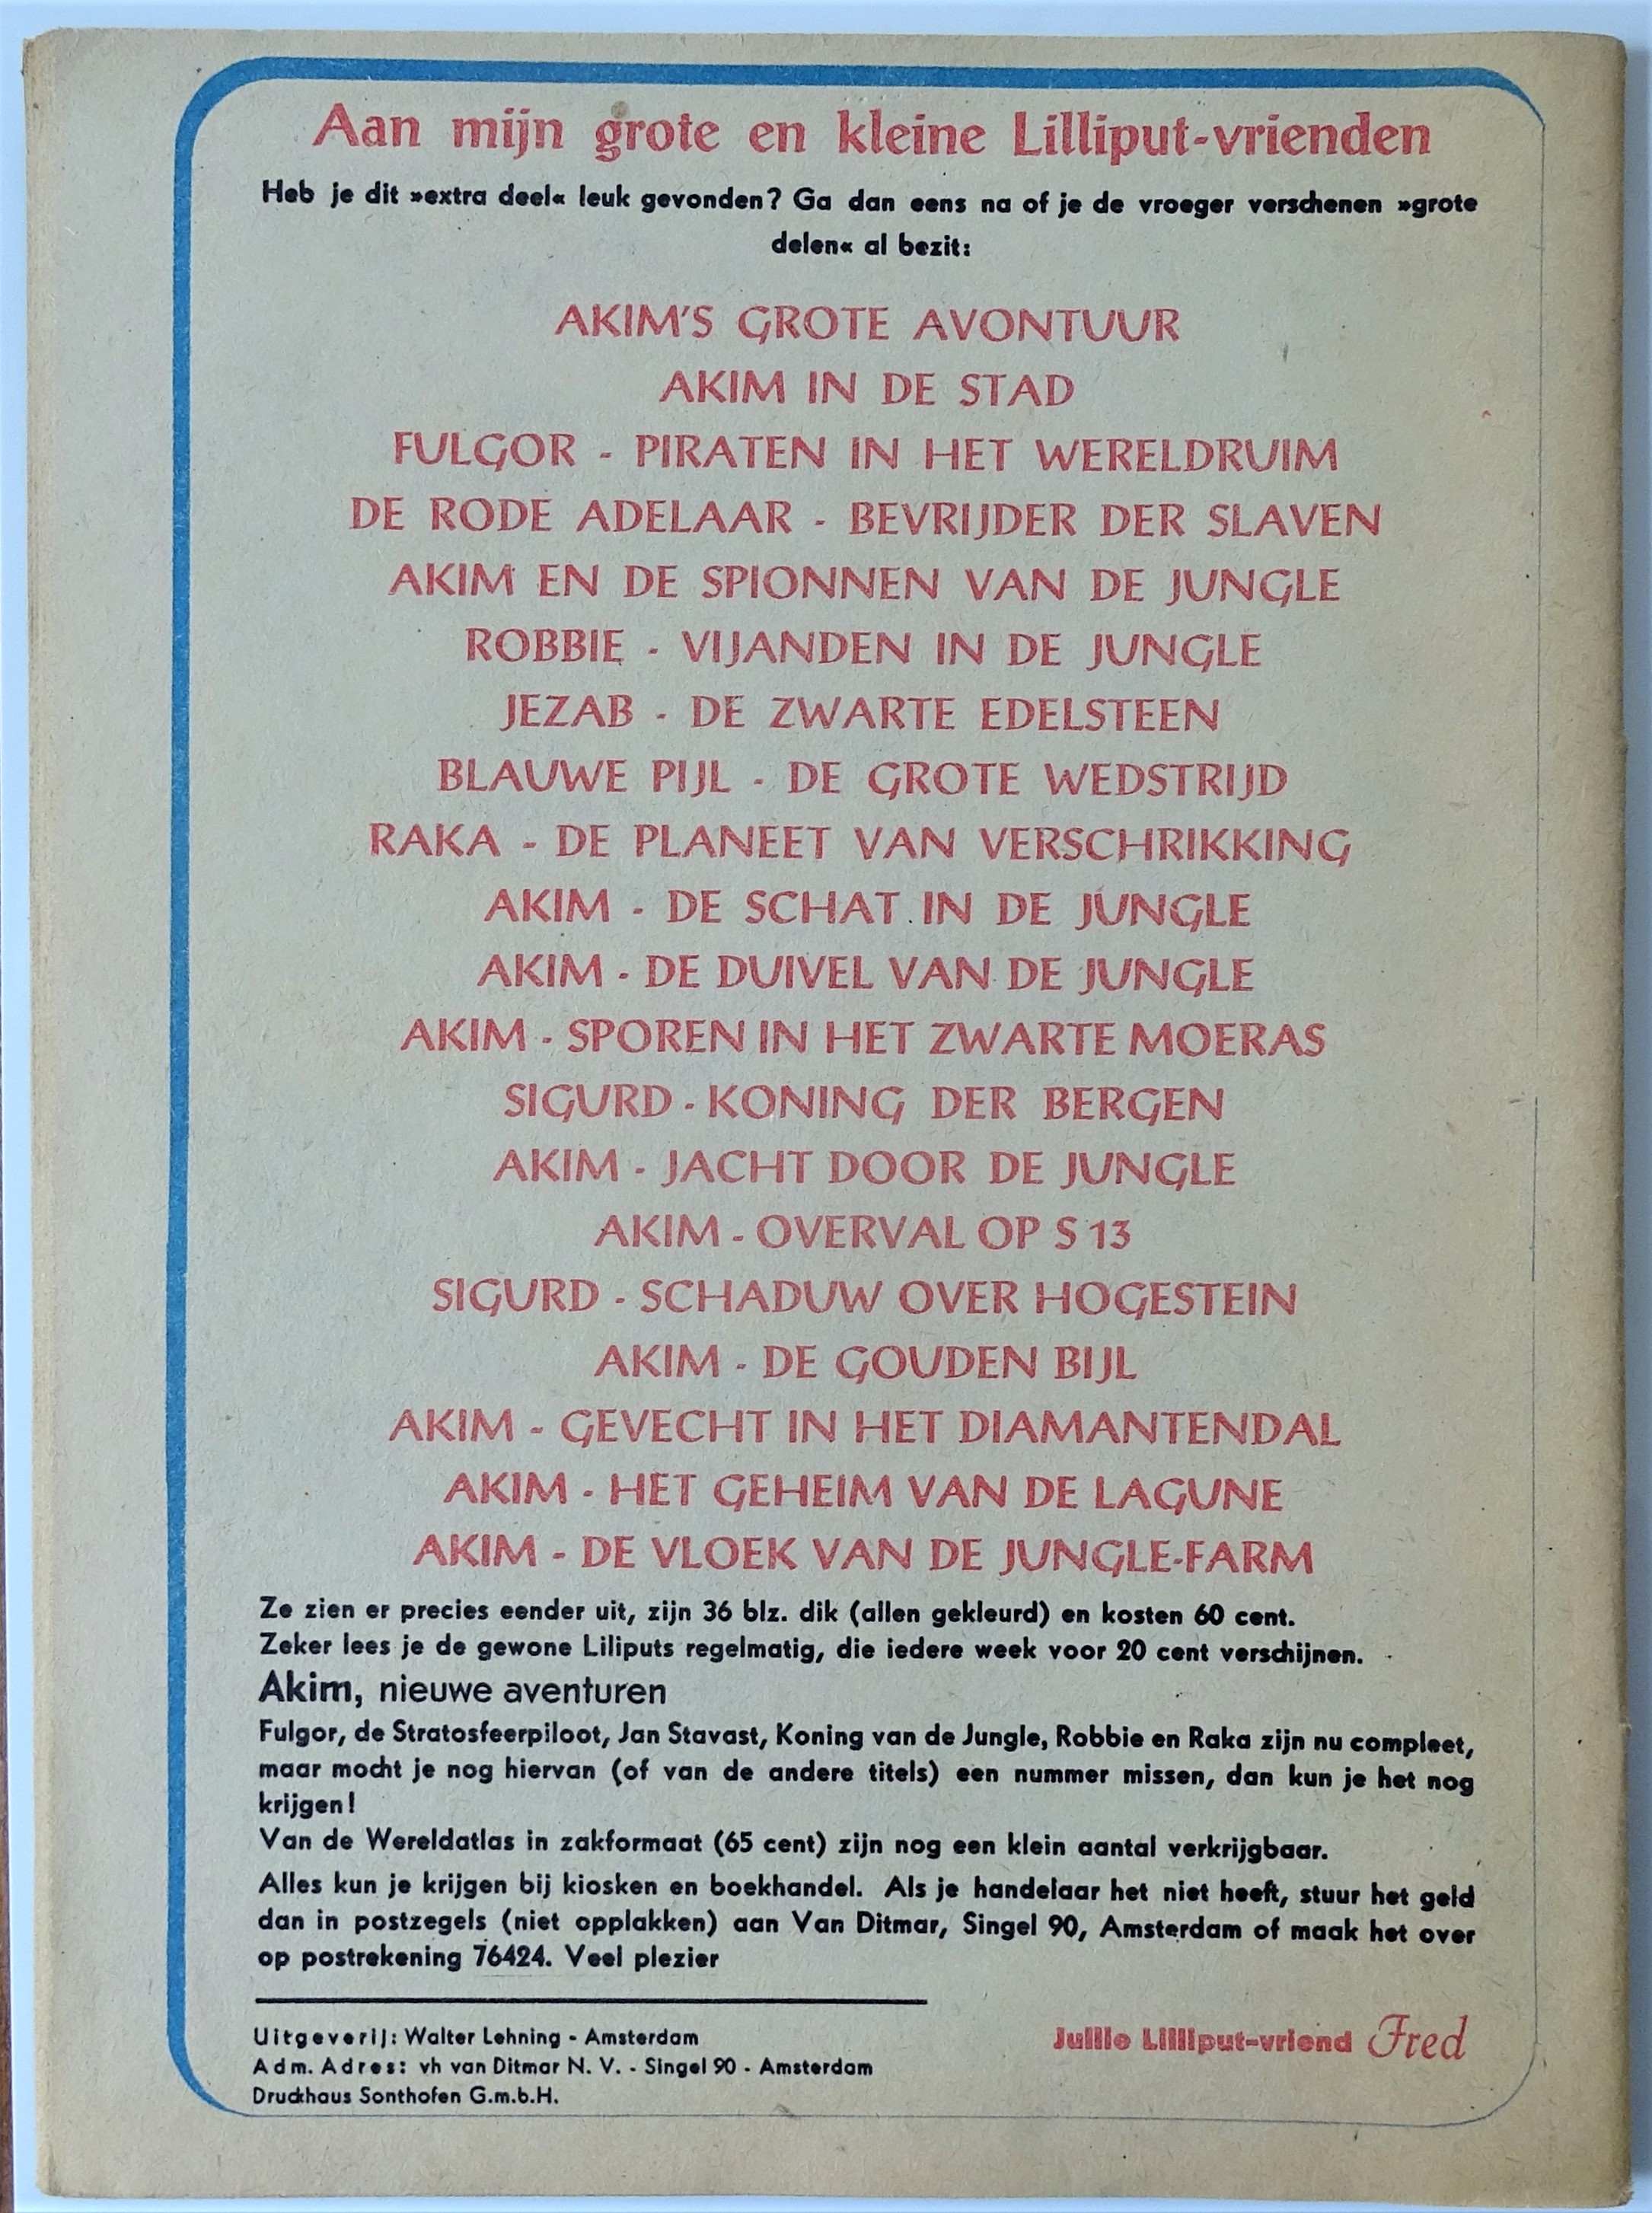 Aan mijn grote en kleine Lilliput-vrienden
Heb je dit »extra deel« leuk gevonden? Ga dan eens na of je de vroeger verschenen »grote
delen« al bezit:
AKIM'S GROTE AVONTUUR
AKIM IN DE STAD
FULGOR - PIRATEN IN HET WERELDRUIM
DE RODE ADELAAR - BEVRIJDER DER SLAVEN
AKIM EN DE SPIONNEN VAN DE JUNGLE
ROBBIE - VIJANDEN IN DE JUNGLE
JEZAB - DE ZWARTE EDELSTEEN
BLAUWE PIJL - DE GROTE WEDSTRIJD
RAKA - DE PLANEET VAN VERSCHRIKKING
AKIM - DE SCHAT IN DE JUNGLE
AKIM - DE DUIVEL VAN DE JUNGLE
AKIM - SPOREN IN HET ZWARTE MOERAS
SIGURD - KONING DER BERGEN
AKIM - JACHT DOOR DE JUNGLE
AKIM - OVERVAL OP S 13
SIGURD - SCHADUW OVER HOGESTEIN
AKIM - DE GOUDEN BIJL
AKIM - GEVECHT IN HET DIAMANTENDAL
AKIM - HET GEHEIM VAN DE LAGUNE
AKIM - DE VLOEK VAN DE JUNGLE-FARM
Ze zien er precies eender uit, zijn 36 blz. dik (allen gekleurd) en kosten 60 cent.
Zeker lees je de gewone Liliputs regelmatig, die iedere week voor 20 cent verschijnen.
Akim, nieuwe aventuren
Fulgor, de Stratosfeerpiloot, Jan Stavast, Koning van de Jungle, Robbie en Raka zijn nu compleet,
maar mocht je nog hiervan (of van de andere titels) een nummer missen, dan kun je het nog
krijgen!
Van de Wereldatlas in zakformaat (65 cent) zijn nog een klein aantal verkrijgbaar.
Alles kun je krijgen bij kiosken en boekhandel. Als je handelaar het niet heeft, stuur het geld
dan in postzegels (niet opplakken) aan Van Ditmar, Singel 90, Amsterdam of maak het over
op postrekening 76424. Veel plezier
Uitgeverij: Walter Lehning - Amsterdam
Adm. Adres: vh van Ditmar N. V. - Singel 90 - Amsterdam
Druckhaus Sonthofen G.m.b.H.
Jullie Lilliput-vriend Fred